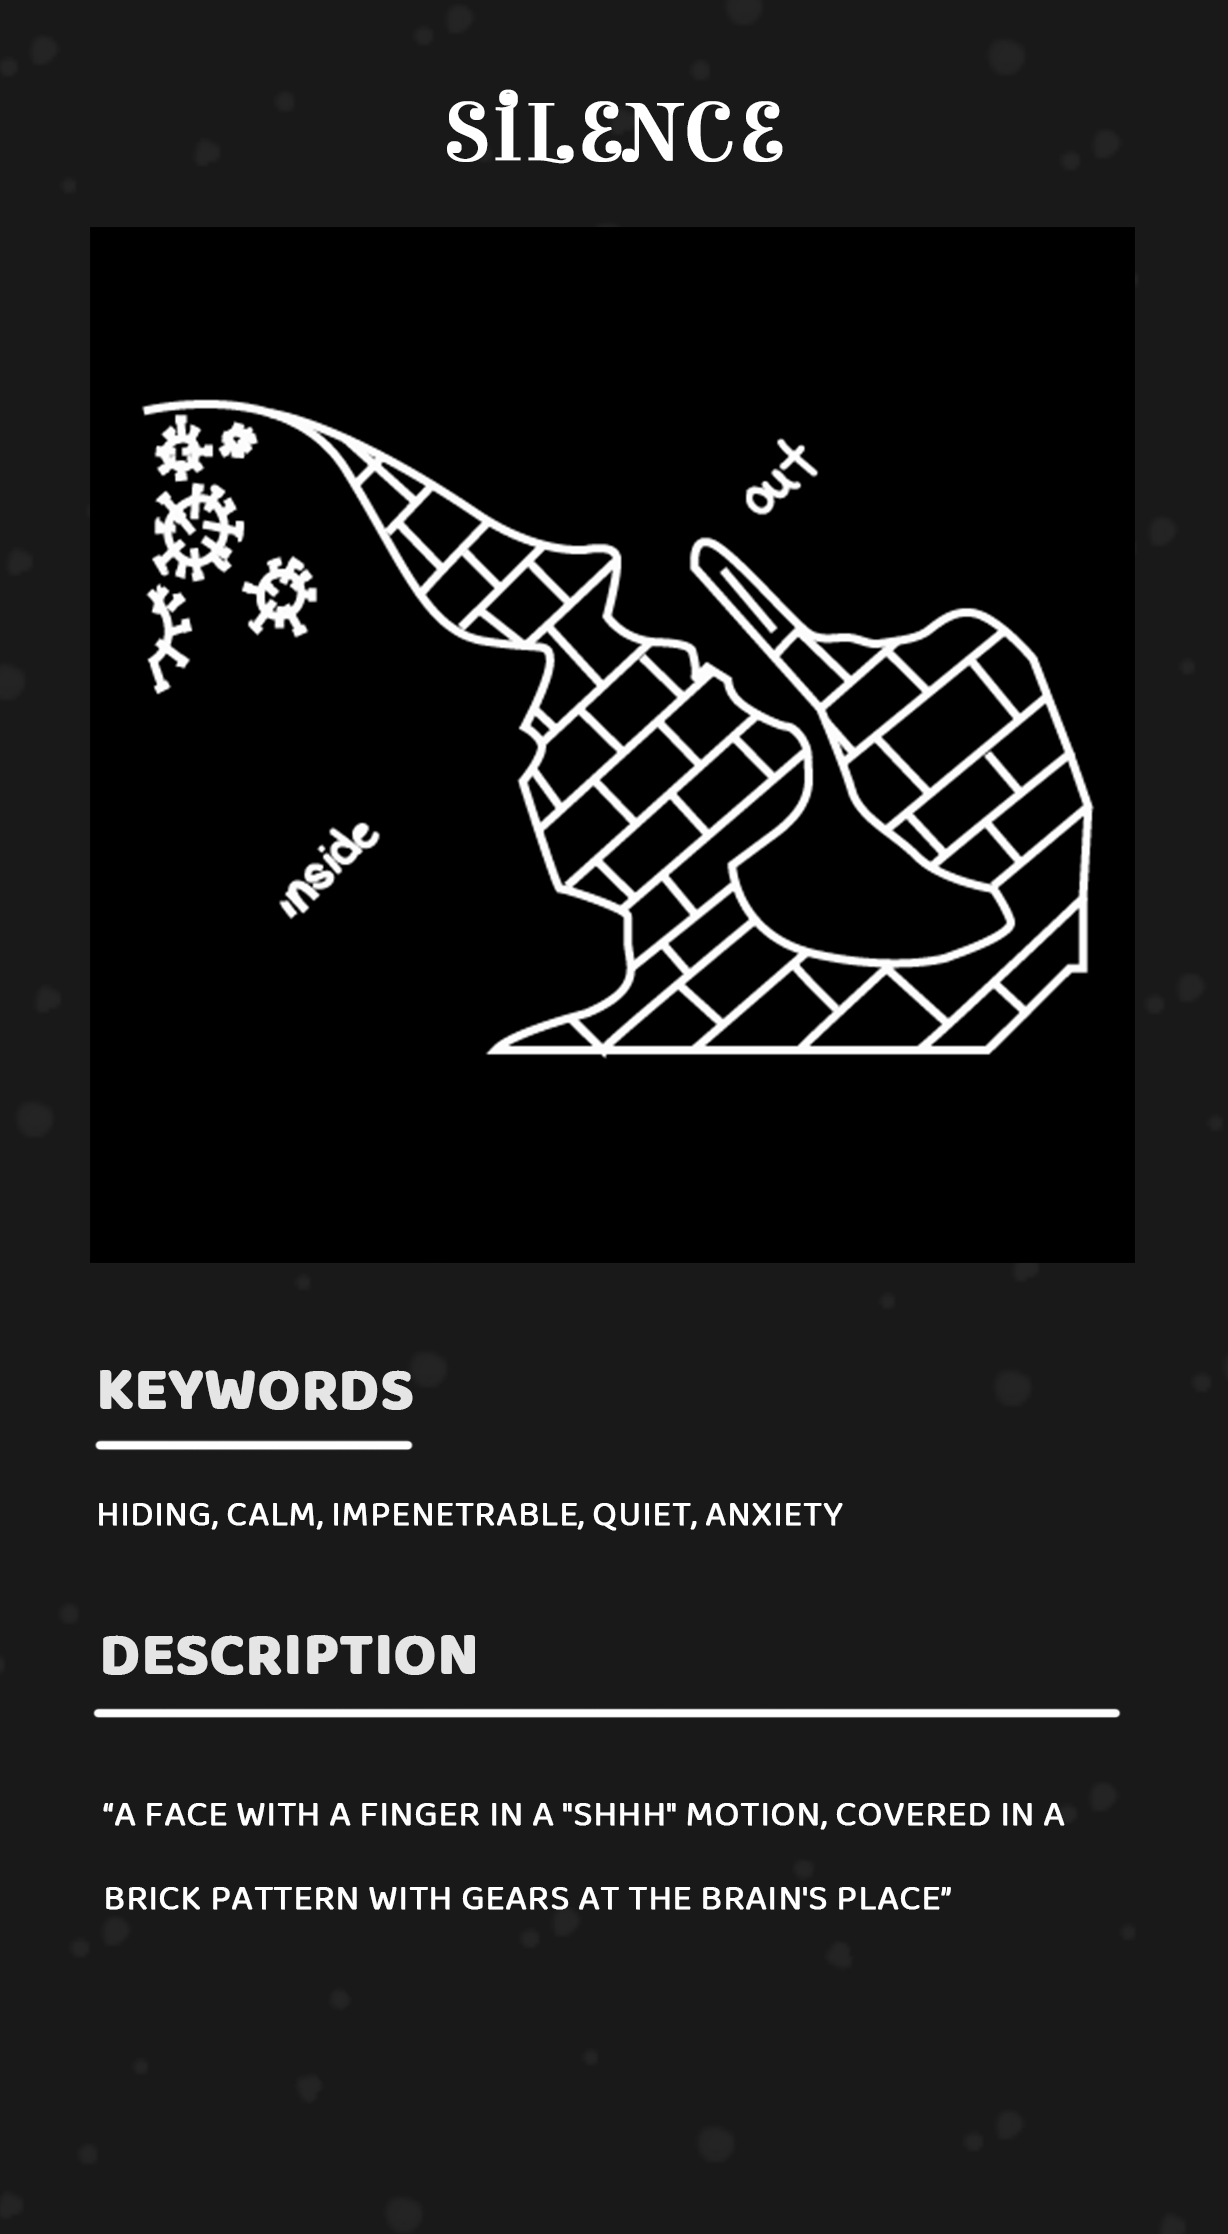 SILENCE
out
inside
KEYWORDS
HIDING, CALM, IMPENETRABLE, QUIET, ANXIETY
DESCRIPTION
“A FACE WITH A FINGER IN A "SHHH" MOTION, COVERED IN A
BRICK PATTERN WITH GEARS AT THE BRAIN'S PLACE”